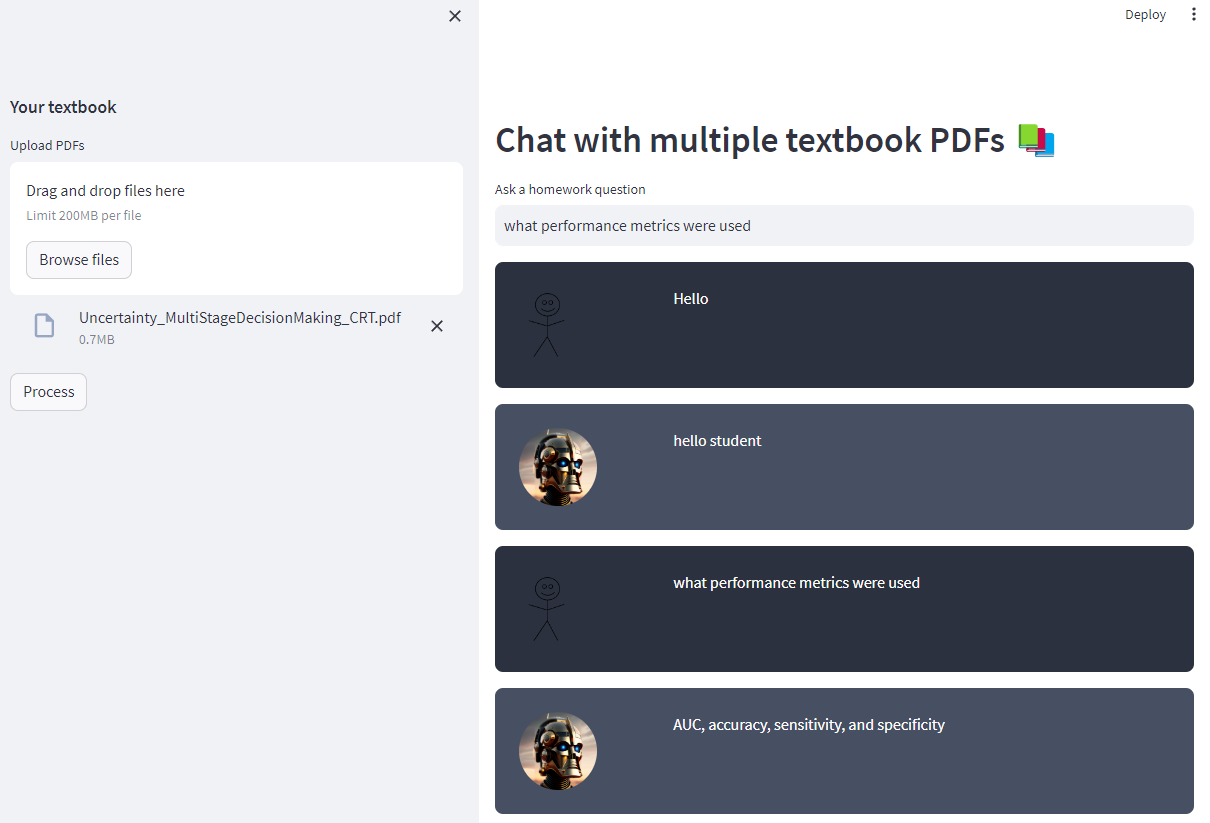 Your textbook
Upload PDFs
Drag and drop files here
Limit 200MB per file
Browse files
Uncertainty_MultiStageDecisionMaking_CRT.pdf
0.7MB
Process
Deploy
Chat with multiple textbook PDFs
Ask a homework question
what performance metrics were used
Hello
hello student
what performance metrics were used
AUC, accuracy, sensitivity, and specificity